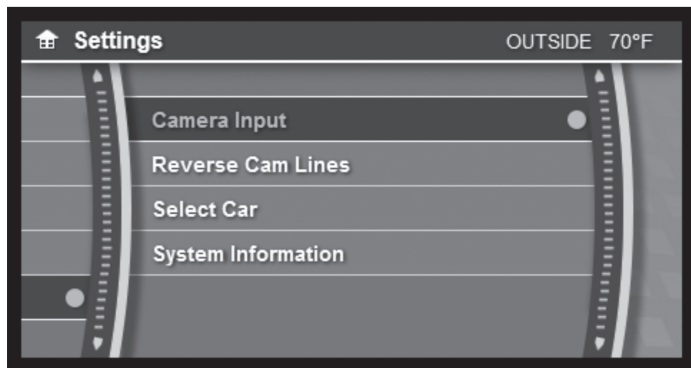 Settings OUTSIDE 70°F
Camera Input
Reverse Cam Lines
Select Car
System Information